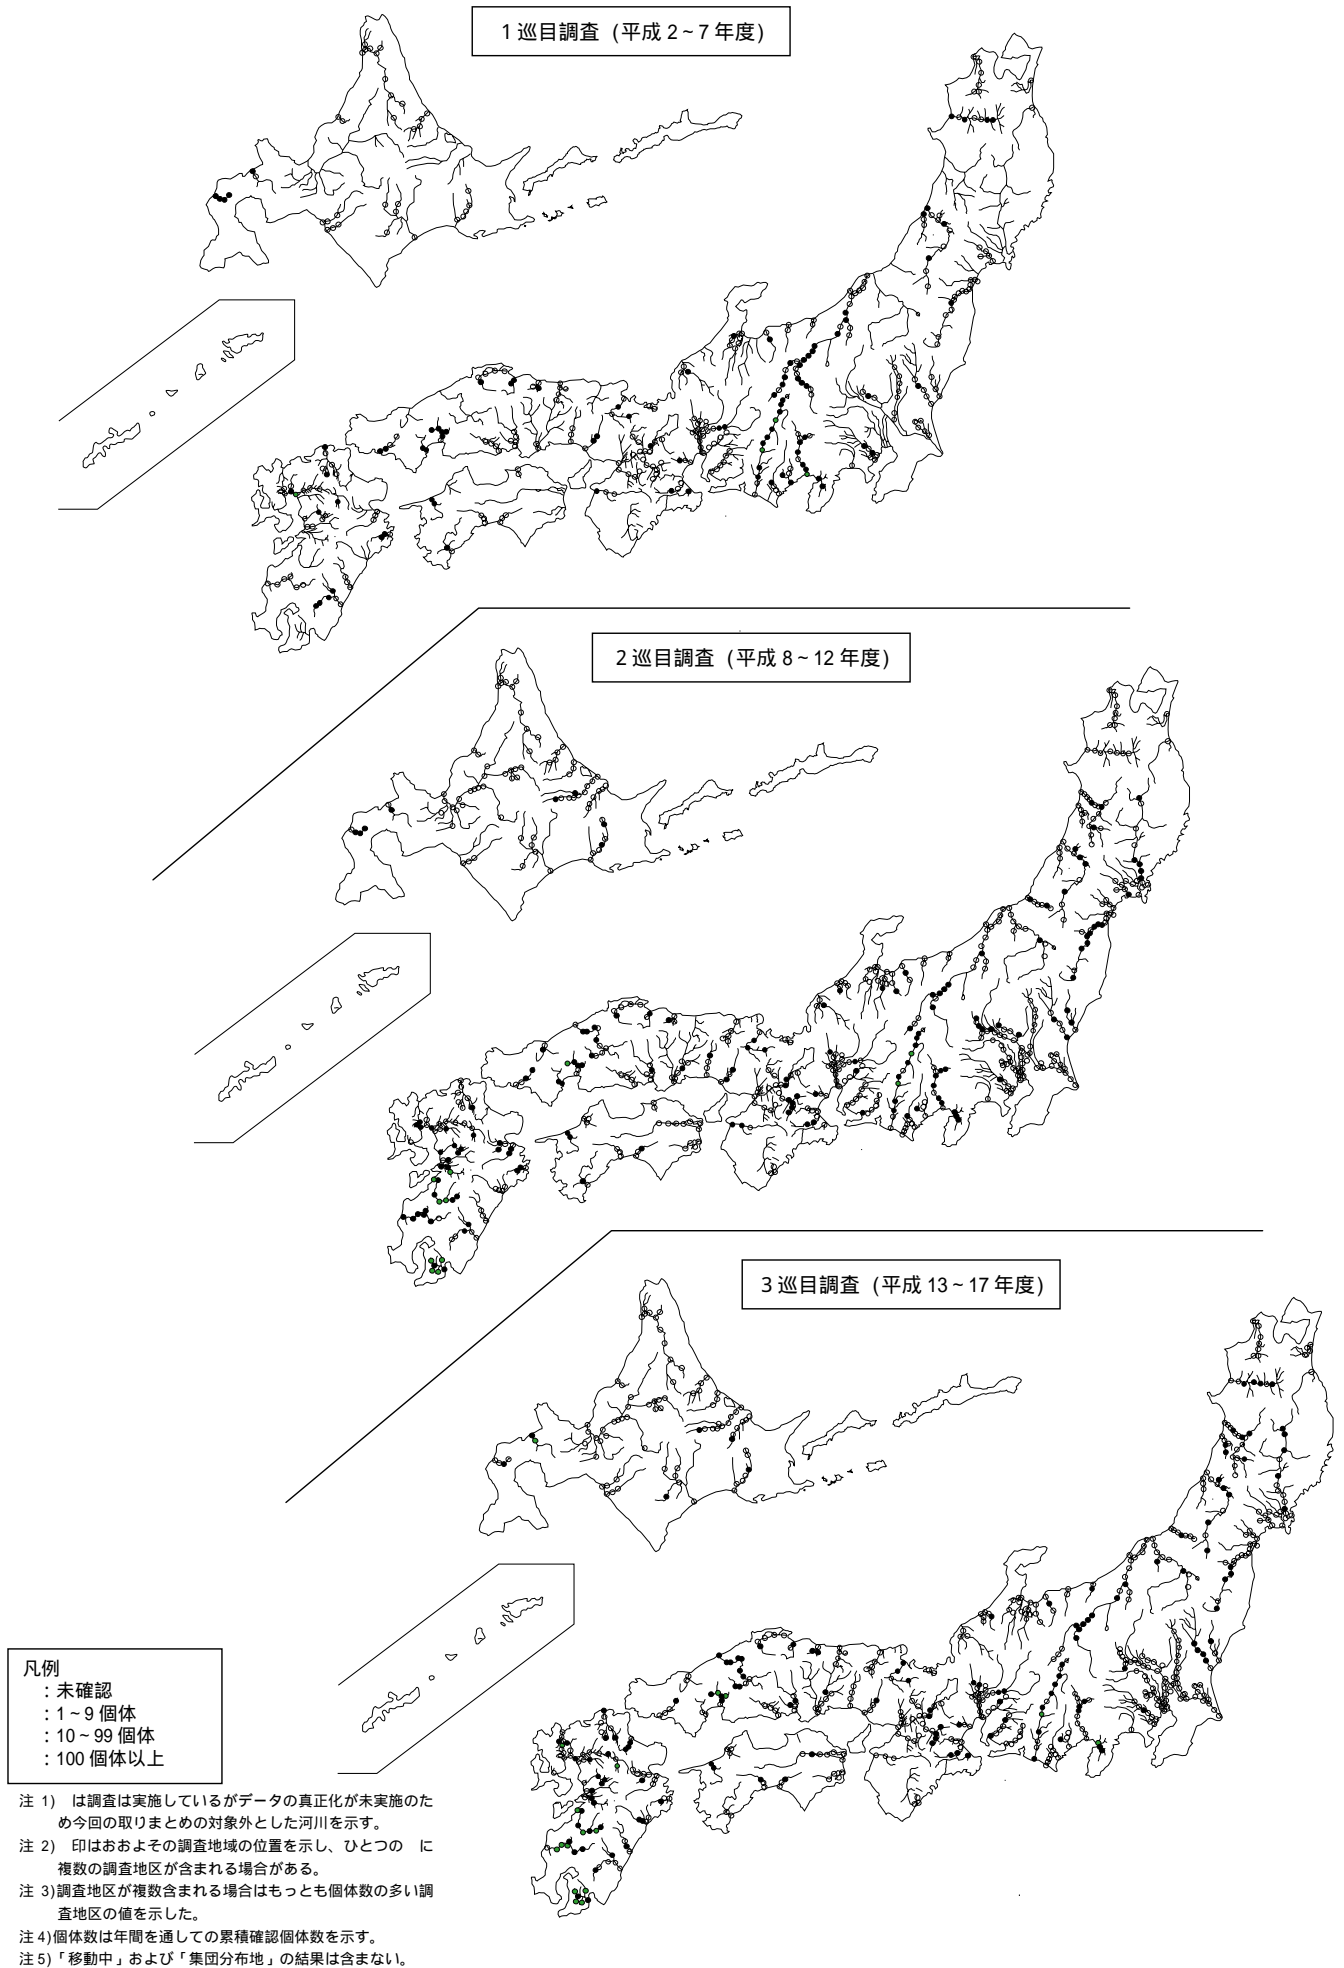 1巡目調査（平成2~7年度）
2巡目調査（平成8~12年度）
3巡目調査（平成13~17年度）
凡例
：未確認
：1~9個体
：10~99個体
：100個体以上
注 1)　は調査は実施しているがデータの真正化が未実施のた
め今回の取りまとめの対象外とした河川を示す。
注 2)　印はおおよその調査地域の位置を示し、ひとつの　に
複数の調査地区が含まれる場合がある。
注 3)調査地区が複数含まれる場合はもっとも個体数の多い調
査地区の値を示した。
注4)個体数は年間を通しての累積確認個体数を示す。
注5)「移動中」および「集団分布地」の結果は含まない。